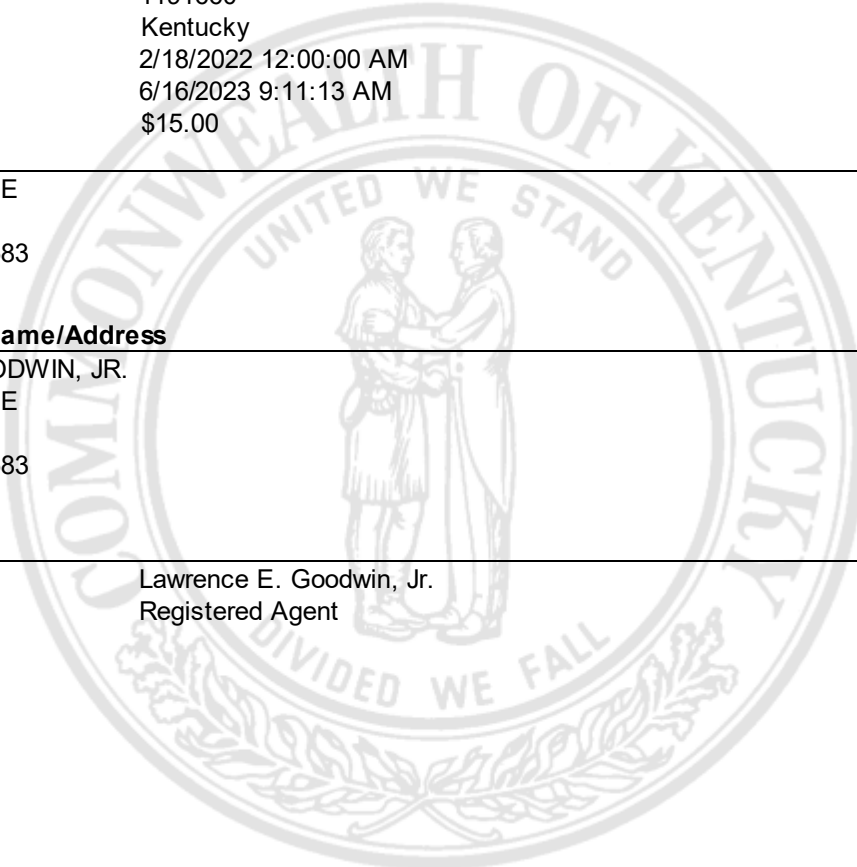 Kentucky
2/18/2022 12:00:00 AM
6/16/2023 9:11:13 AM
$15.00
E
83
ame/Address
ODWIN, JR.
E
83
Lawrence E. Goodwin, Jr.
Registered Agent
COMMONWEALTH OF KENTUCKY
UNITED WE STAND
DIVIDED WE FALL